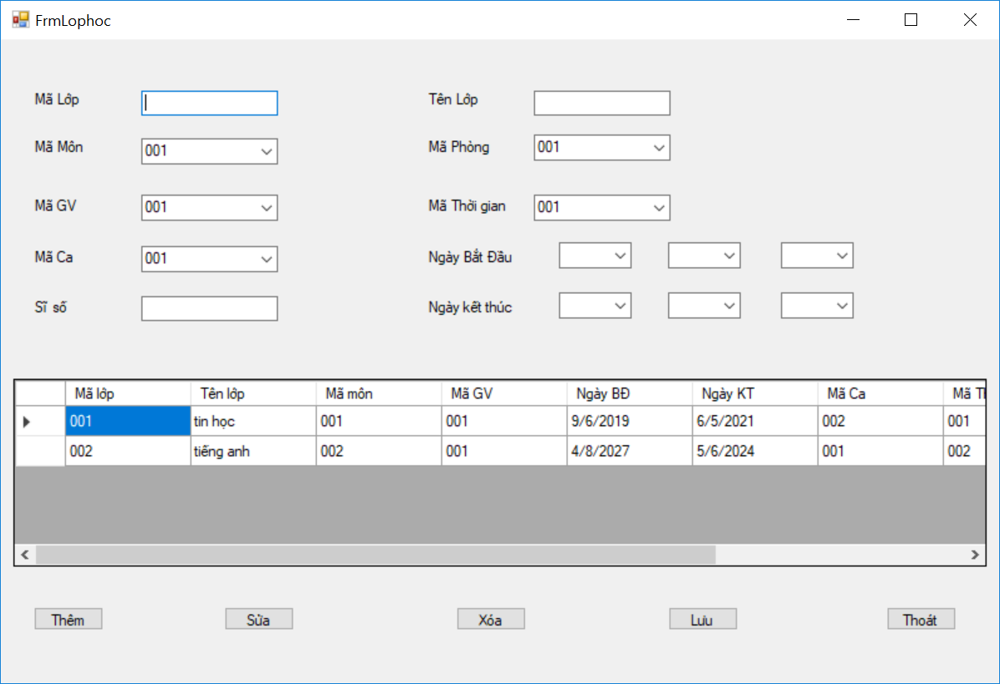 FrmLophoc
Mã Lớp Tên Lớp
Mã Môn 001 Mã Phòng 001
Mã GV 001 Mã Thời gian 001
Mã Ca 001 Ngày Bắt Đầu
Sĩ số Ngày kết thúc
Mã lớp Tên lớp Mã môn Mã GV Ngày BĐ Ngày KT Mã Ca Mã
001 tin học 001 001 9/6/2019 6/5/2021 002 001
002 tiếng anh 002 001 4/8/2027 5/6/2024 001 002
Thêm Sửa Xóa Lưu Thoát